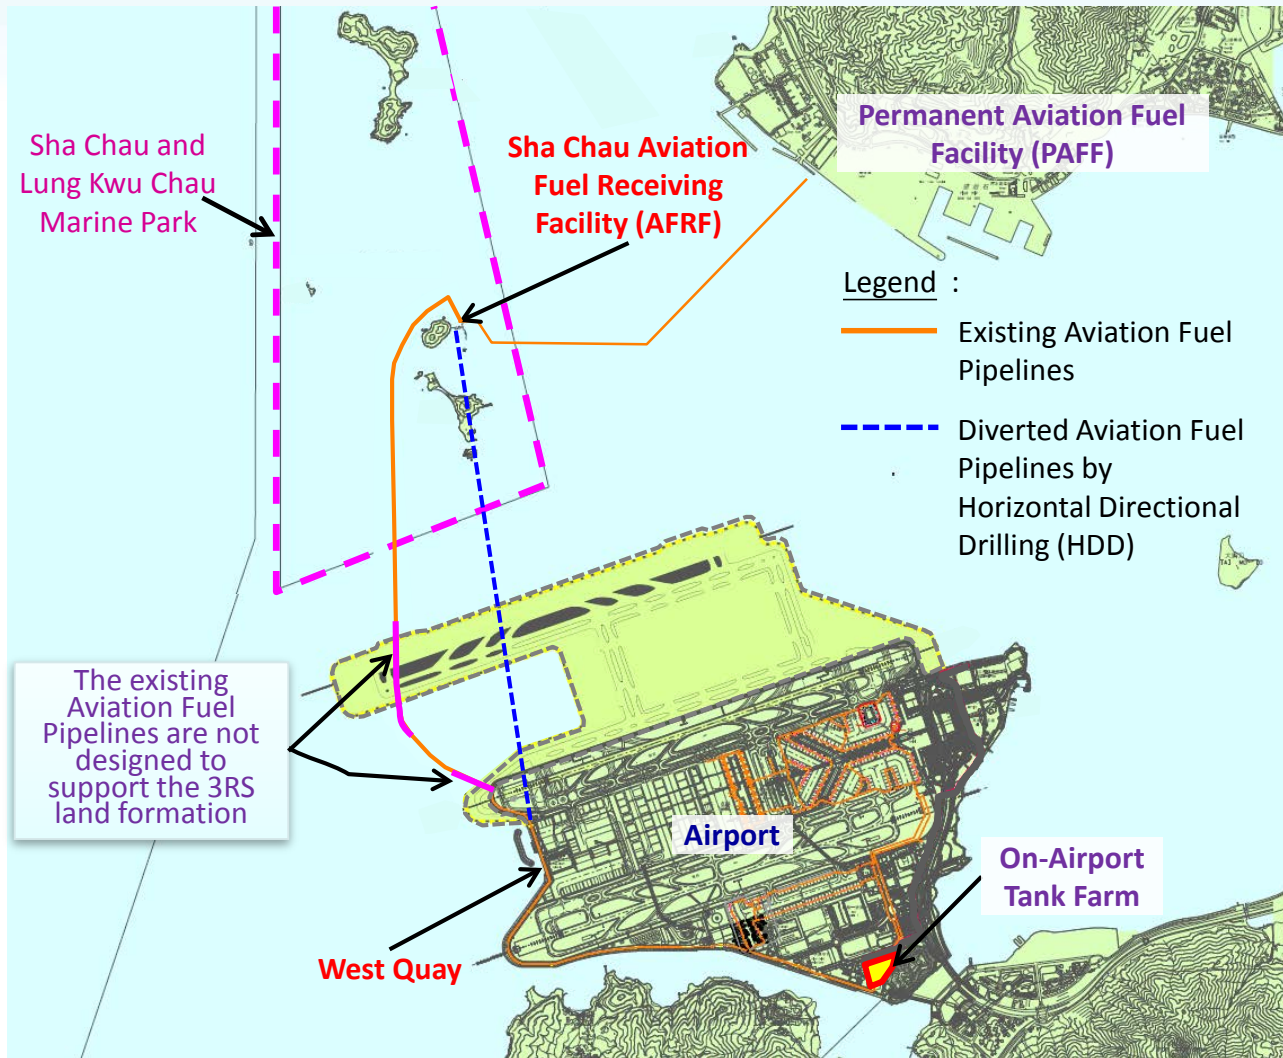 Permanent Aviation Fuel
Facility (PAFF)
Sha Chau and
Lung Kwu Chau
Marine Park
Sha Chau Aviation
Fuel Receiving
Facility (AFRF)
Legend :
Existing Aviation Fuel
Pipelines
Diverted Aviation Fuel
Pipelines by
Horizontal Directional
Drilling (HDD)
The existing
Aviation Fuel
Pipelines are not
designed to
support the 3RS
land formation
Airport
On-Airport
Tank Farm
West Quay